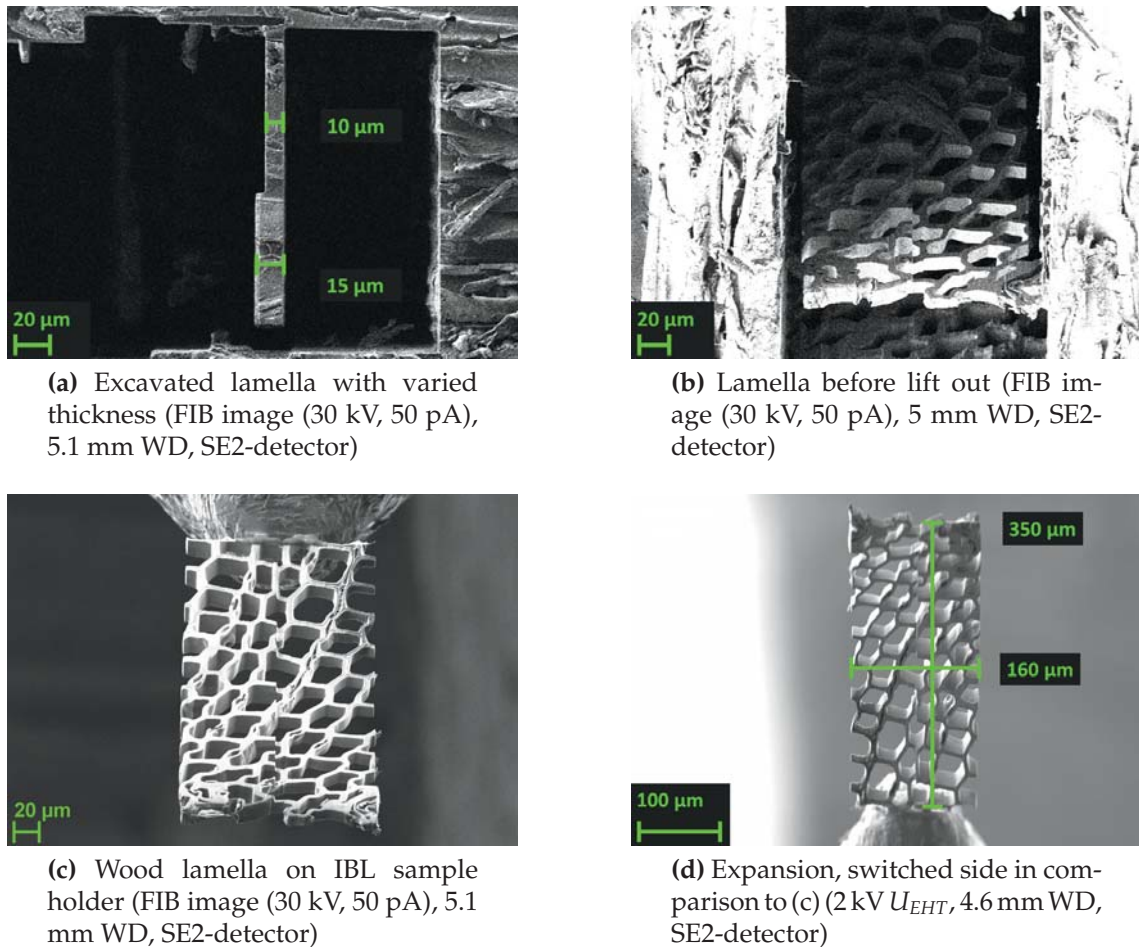 10 µm
15 µm
20 µm
20 µm
(a) Excavated lamella with varied
thickness (FIB image (30 kV, 50 pA),
5.1 mm WD, SE2-detector)
(b) Lamella before lift out (FIB im-
age (30 kV, 50 pA), 5 mm WD, SE2-
detector)
350 µm
160 µm
20 µm
100 µm
(c) Wood lamella on IBL sample
holder (FIB image (30 kV, 50 pA), 5.1
mm WD, SE2-detector)
(d) Expansion, switched side in com-
parison to (c) (2 kV U_EHT, 4.6 mm WD,
SE2-detector)